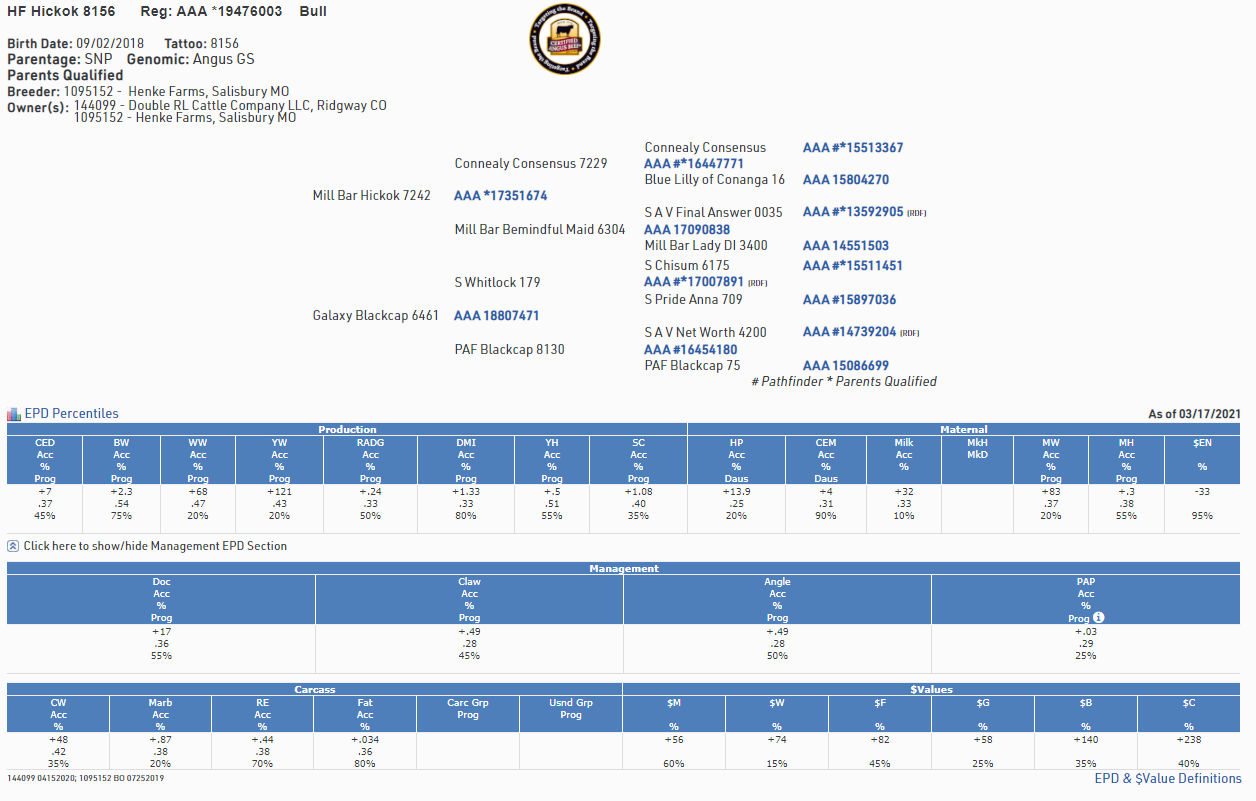 HF Hickok 8156 Reg: AAA *19476003 Bull
Targeting the Brand • Targeting the Brand • Targeting the Brand
CERTIFIED
ANGUS BEEF
Birth Date: 09/02/2018 Tattoo: 8156
Parentage: SNP Genomic: Angus GS
Parents Qualified
Breeder: 1095152 - Henke Farms, Salisbury MO
Owner(s): 144099 - Double RL Cattle Company LLC, Ridgway CO
1095152 - Henke Farms, Salisbury MO
Connealy Consensus AAA #*15513367
Connealy Consensus 7229 AAA #*16447771
Blue Lilly of Conanga 16 AAA 15804270
Mill Bar Hickok 7242 AAA *17351674
S A V Final Answer 0035 AAA #*13592905 (RDF)
Mill Bar Bemindful Maid 6304 AAA 17090838
Mill Bar Lady DI 3400 AAA 14551503
S Chisum 6175 AAA #*15511451
S Whitlock 179 AAA #*17007891 (RDF)
S Pride Anna 709 AAA #15897036
Galaxy Blackcap 6461 AAA 18807471
S A V Net Worth 4200 AAA #14739204 (RDF)
PAF Blackcap 8130 AAA #16454180
PAF Blackcap 75 AAA 15086699
# Pathfinder * Parents Qualified
EPD Percentiles As of 03/17/2021
Production Maternal
CED BW WW YW RADG DMI YH SC HP CEM Milk MkH MW MH $EN
Acc Acc Acc Acc Acc Acc Acc Acc Acc Acc Acc MkD Acc Acc
% % % % % % % % % % % % % %
Prog Prog Prog Prog Prog Prog Prog Prog Daus Daus Prog Prog
+7 +2.3 +68 +121 +.24 +1.33 +.5 +1.08 +13.9 +4 +32 +83 +.3 -33
.37 .54 .47 .43 .33 .33 .51 .40 .25 .31 .33 .37 .38
45% 75% 20% 20% 50% 80% 55% 35% 20% 90% 10% 20% 55% 95%
Click here to show/hide Management EPD Section
Management
Doc Claw Angle PAP
Acc Acc Acc Acc
% % % %
Prog Prog Prog Prog i
+17 +.49 +.49 +.03
.36 .28 .28 .29
55% 45% 50% 25%
Carcass $Values
CW Marb RE Fat Carc Grp Usnd Grp $M $W $F $G $B $C
Acc Acc Acc Acc Prog Prog
% % % % % % % % % %
+48 +.87 +.44 +.034 +56 +74 +82 +58 +140 +238
.42 .38 .38 .36
35% 20% 70% 80% 60% 15% 45% 25% 35% 40%
144099 04152020; 1095152 BO 07252019 EPD & $Value Definitions